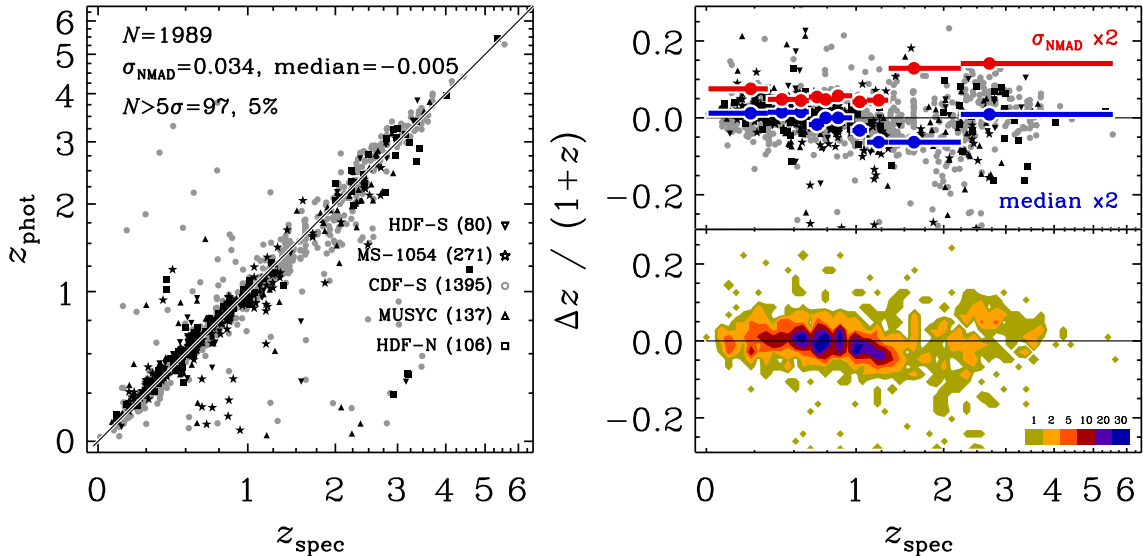 N=1989
σNMAD=0.034, median=−0.005
N>5σ=97, 5%
HDF-S (80)
MS-1054 (271)
CDF-S (1395)
MUSYC (137)
HDF-N (106)
6
5
4
3
2
1
0
zphot
0 1 2 3 4 5 6
zspec
Δz / (1+z)
0.2
0.0
−0.2
σNMAD x2
median x2
0.2
0.0
−0.2
1 2 5 10 20 30
0 1 2 3 4 5 6
zspec